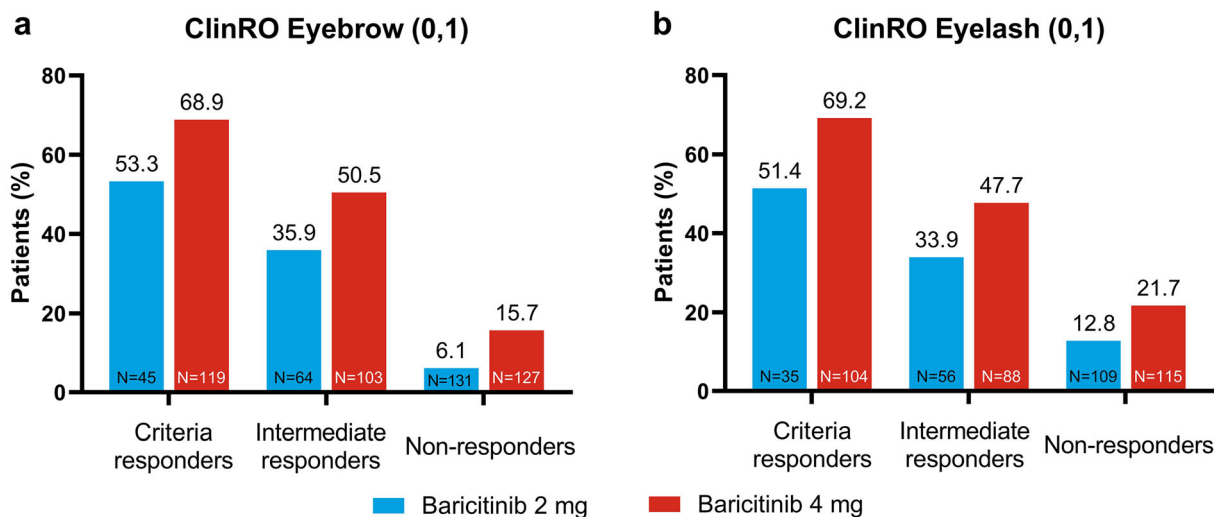 a
ClinRO Eyebrow (0,1)
Patients (%)
80
60
40
20
0
53.3
68.9
35.9
50.5
6.1
15.7
N=45
N=119
N=64
N=103
N=131
N=127
Criteria
responders
Intermediate
responders
Non-responders
b
ClinRO Eyelash (0,1)
Patients (%)
80
60
40
20
0
51.4
69.2
33.9
47.7
12.8
21.7
N=35
N=104
N=56
N=88
N=109
N=115
Criteria
responders
Intermediate
responders
Non-responders
Baricitinib 2 mg
Baricitinib 4 mg